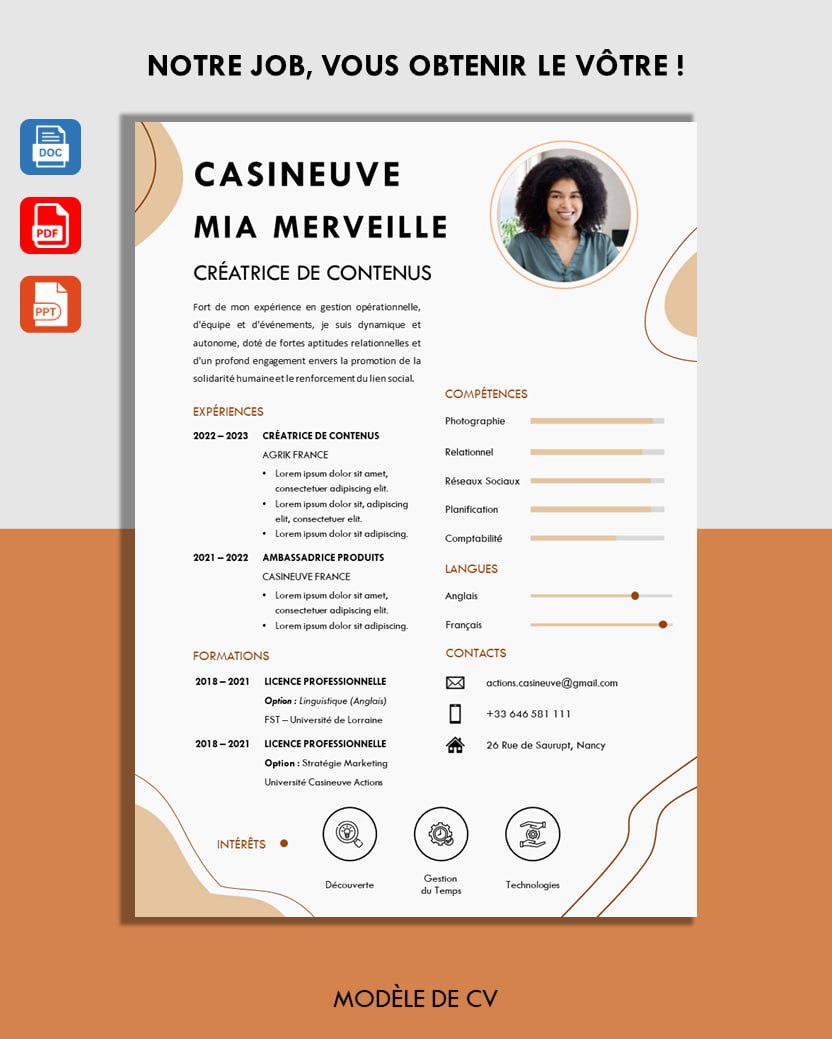 NOTRE JOB, VOUS OBTENIR LE VÔTRE !
DOC
PDF
PPT
CASINEUVE
MIA MERVEILLE
CRÉATRICE DE CONTENUS
Fort de mon expérience en gestion opérationnelle,
d'équipe et d'événements, je suis dynamique et
autonome, doté de fortes aptitudes relationnelles et
d'un profond engagement envers la promotion de la
solidarité humaine et le renforcement du lien social.
EXPÉRIENCES
2022 – 2023 CRÉATRICE DE CONTENUS
AGRIK FRANCE
• Lorem ipsum dolor sit amet,
consectetuer adipiscing elit.
• Lorem ipsum dolor sit, adipiscing
elit, consectetuer elit.
• Lorem ipsum dolor sit adipiscing.
2021 – 2022 AMBASSADRICE PRODUITS
CASINEUVE FRANCE
• Lorem ipsum dolor sit amet,
consectetuer adipiscing elit.
• Lorem ipsum dolor sit adipiscing.
FORMATIONS
2018 – 2021 LICENCE PROFESSIONNELLE
Option : Linguistique (Anglais)
FST – Université de Lorraine
2018 – 2021 LICENCE PROFESSIONNELLE
Option : Stratégie Marketing
Université Casineuve Actions
COMPÉTENCES
Photographie
Relationnel
Réseaux Sociaux
Planification
Comptabilité
LANGUES
Anglais
Français
CONTACTS
actions.casineuve@gmail.com
+33 646 581 111
26 Rue de Saurupt, Nancy
INTÉRÊTS
Découverte
Gestion
du Temps
Technologies
MODÈLE DE CV